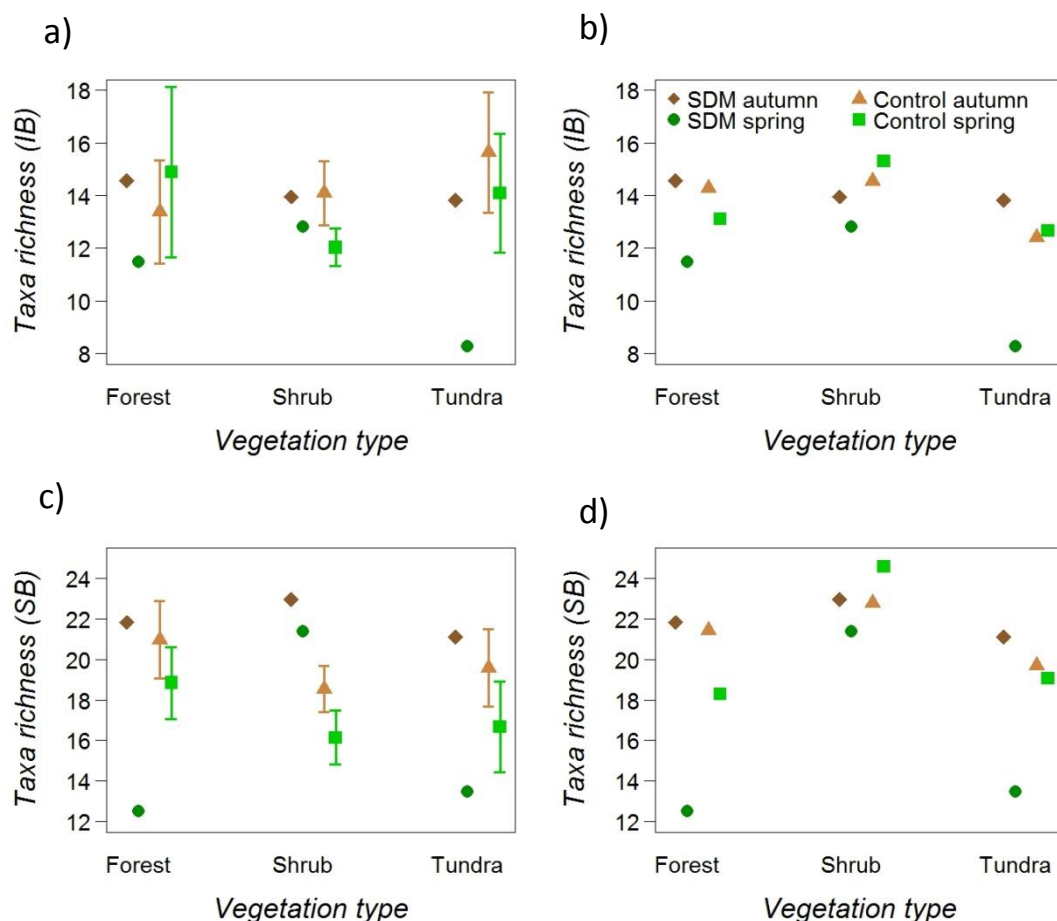 a)
Taxa richness (IB)
18
16
14
12
10
8
Forest Shrub Tundra
Vegetation type
b)
Taxa richness (IB)
18
16
14
12
10
8
SDM autumn Control autumn
SDM spring Control spring
Forest Shrub Tundra
Vegetation type
c)
Taxa richness (SB)
24
22
20
18
16
14
12
Forest Shrub Tundra
Vegetation type
d)
Taxa richness (SB)
24
22
20
18
16
14
12
Forest Shrub Tundra
Vegetation type